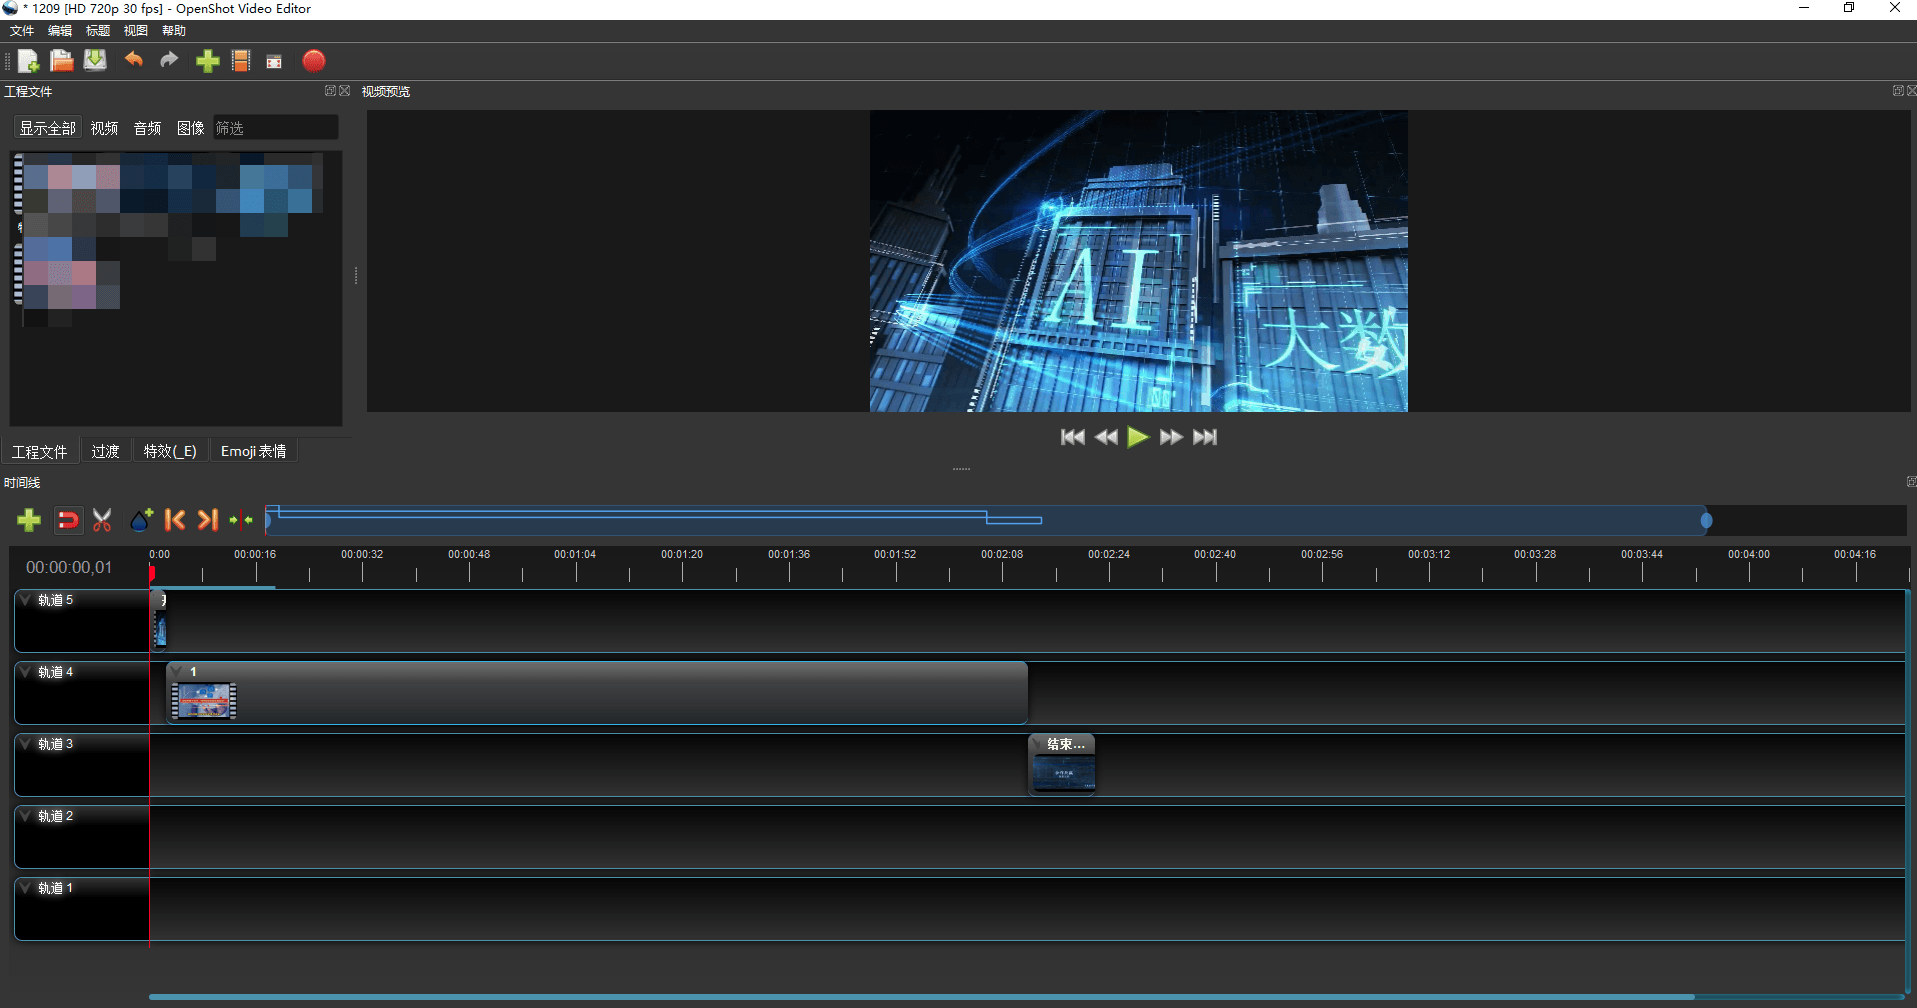 * 1209 [HD 720p 30 fps] - OpenShot Video Editor
文件 编辑 标题 视图 帮助
工程文件
视频预览
显示全部 视频 音频 图像 筛选
AI
大数
工程文件 过渡 特效(_E) Emoji 表情
时间线
00:00:00,01
0:00 00:00:16 00:00:32 00:00:48 00:01:04 00:01:20 00:01:36 00:01:52 00:02:08 00:02:24 00:02:40 00:02:56 00:03:12 00:03:28 00:03:44 00:04:00 00:04:16
轨道 5
轨道 4
1
轨道 3
结束...
轨道 2
轨道 1